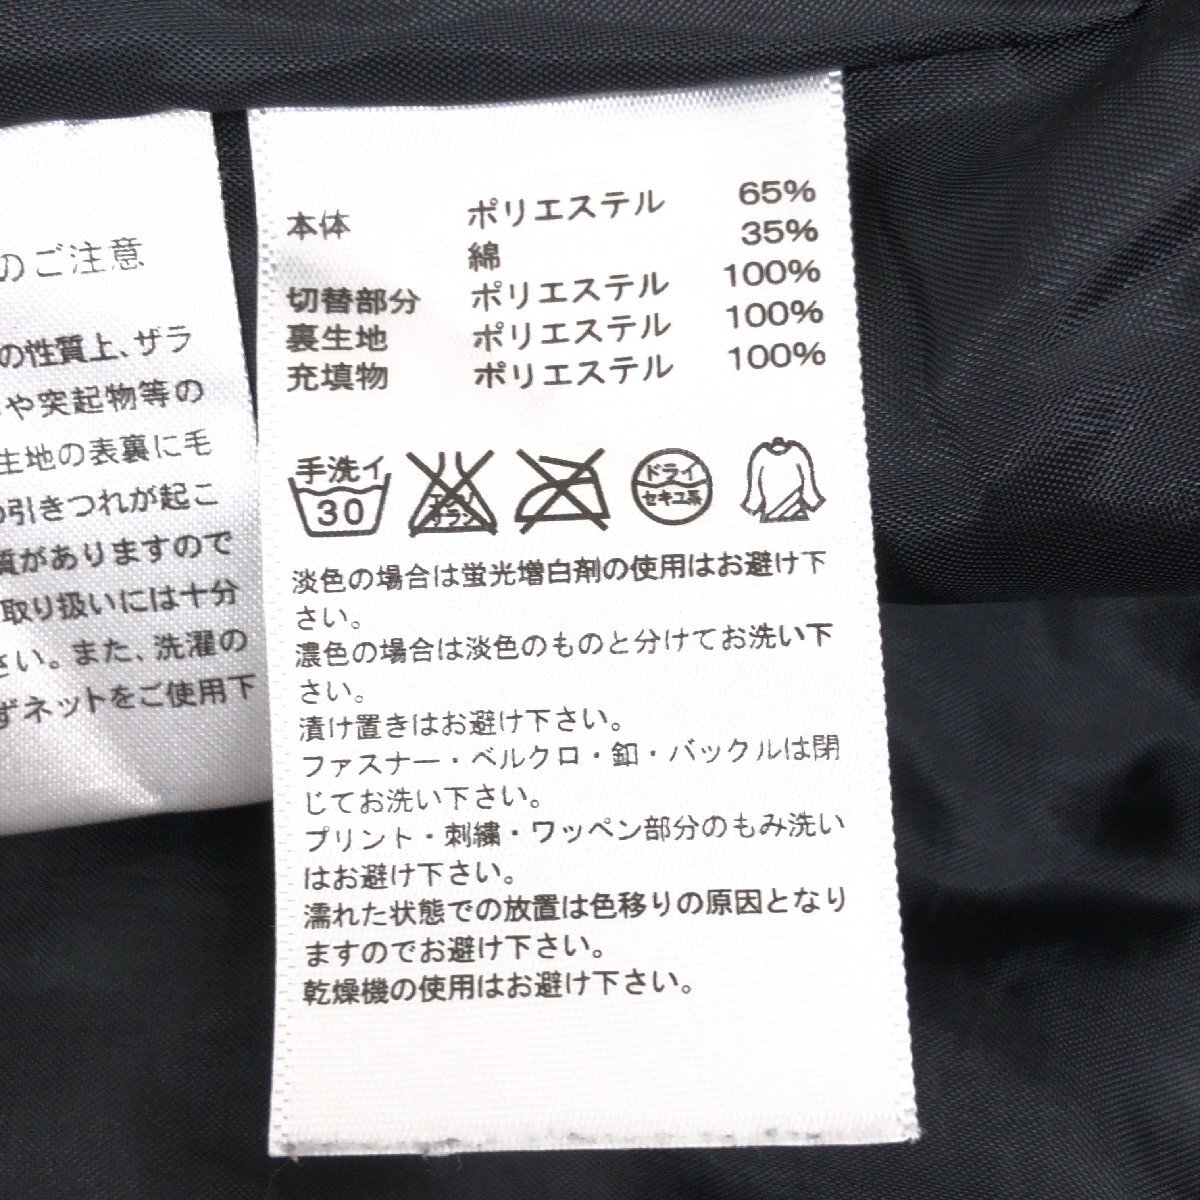 のご注意
の性質上、ザラ
や突起物等の
生地の表裏に毛
引きつれが起こ
質がありますので
取り扱いには十分
さい。また、洗濯の
ずネットをご使用下
本体 ポリエステル 65%
綿 35%
切替部分 ポリエステル 100%
裏生地 ポリエステル 100%
充填物 ポリエステル 100%
手洗イ
30
エンソ
サラシ
ドライ
セキユ系
淡色の場合は蛍光増白剤の使用はお避け下
さい。
濃色の場合は淡色のものと分けてお洗い下
さい。
漬け置きはお避け下さい。
ファスナー・ベルクロ・釦・バックルは閉
じてお洗い下さい。
プリント・刺繍・ワッペン部分のもみ洗い
はお避け下さい。
濡れた状態での放置は色移りの原因となり
ますのでお避け下さい。
乾燥機の使用はお避け下さい。